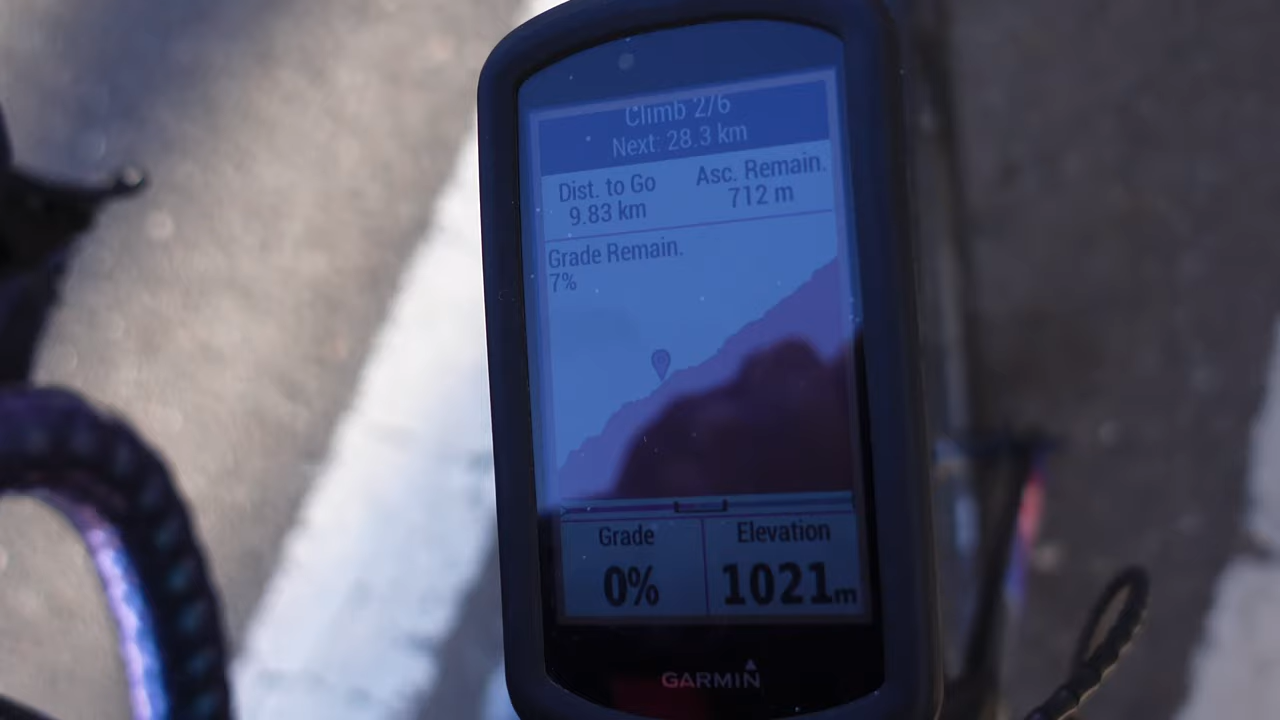 Climb 2/6
Next: 28.3 km
Dist. to Go
9.83 km
Asc. Remain.
712 m
Grade Remain.
7%
Grade
0%
Elevation
1021m
GARMIN